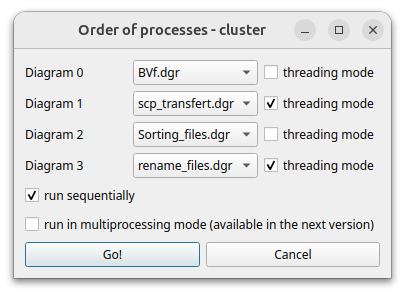 Order of processes - cluster
Diagram 0 BVf.dgr threading mode
Diagram 1 scp_transfert.dgr threading mode
Diagram 2 Sorting_files.dgr threading mode
Diagram 3 rename_files.dgr threading mode
run sequentially
run in multiprocessing mode (available in the next version)
Go! Cancel